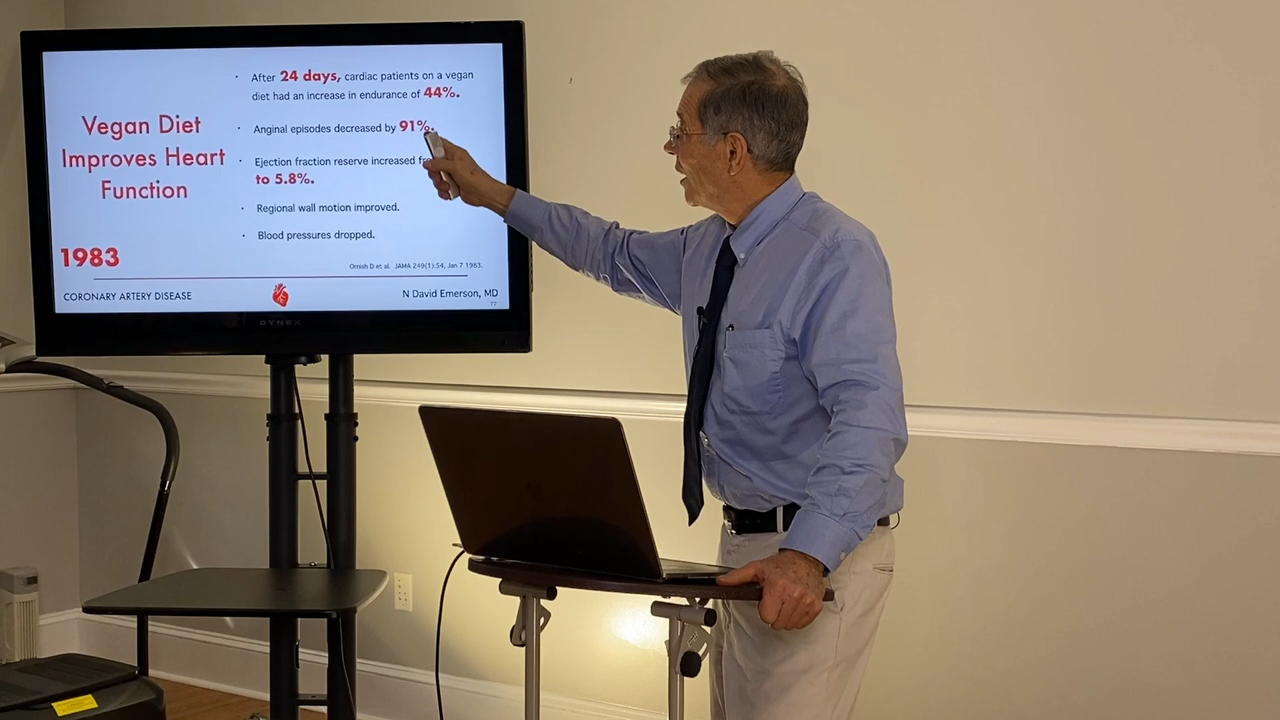 Vegan Diet
Improves Heart
Function
1983
• After 24 days, cardiac patients on a vegan
diet had an increase in endurance of 44%.
• Anginal episodes decreased by 91%.
• Ejection fraction reserve increased
to 5.8%.
• Regional wall motion improved.
• Blood pressures dropped.
Ornish D et al. JAMA 249(1):54, Jan 7 1983.
CORONARY ARTERY DISEASE
N David Emerson, MD
77
DYNEX